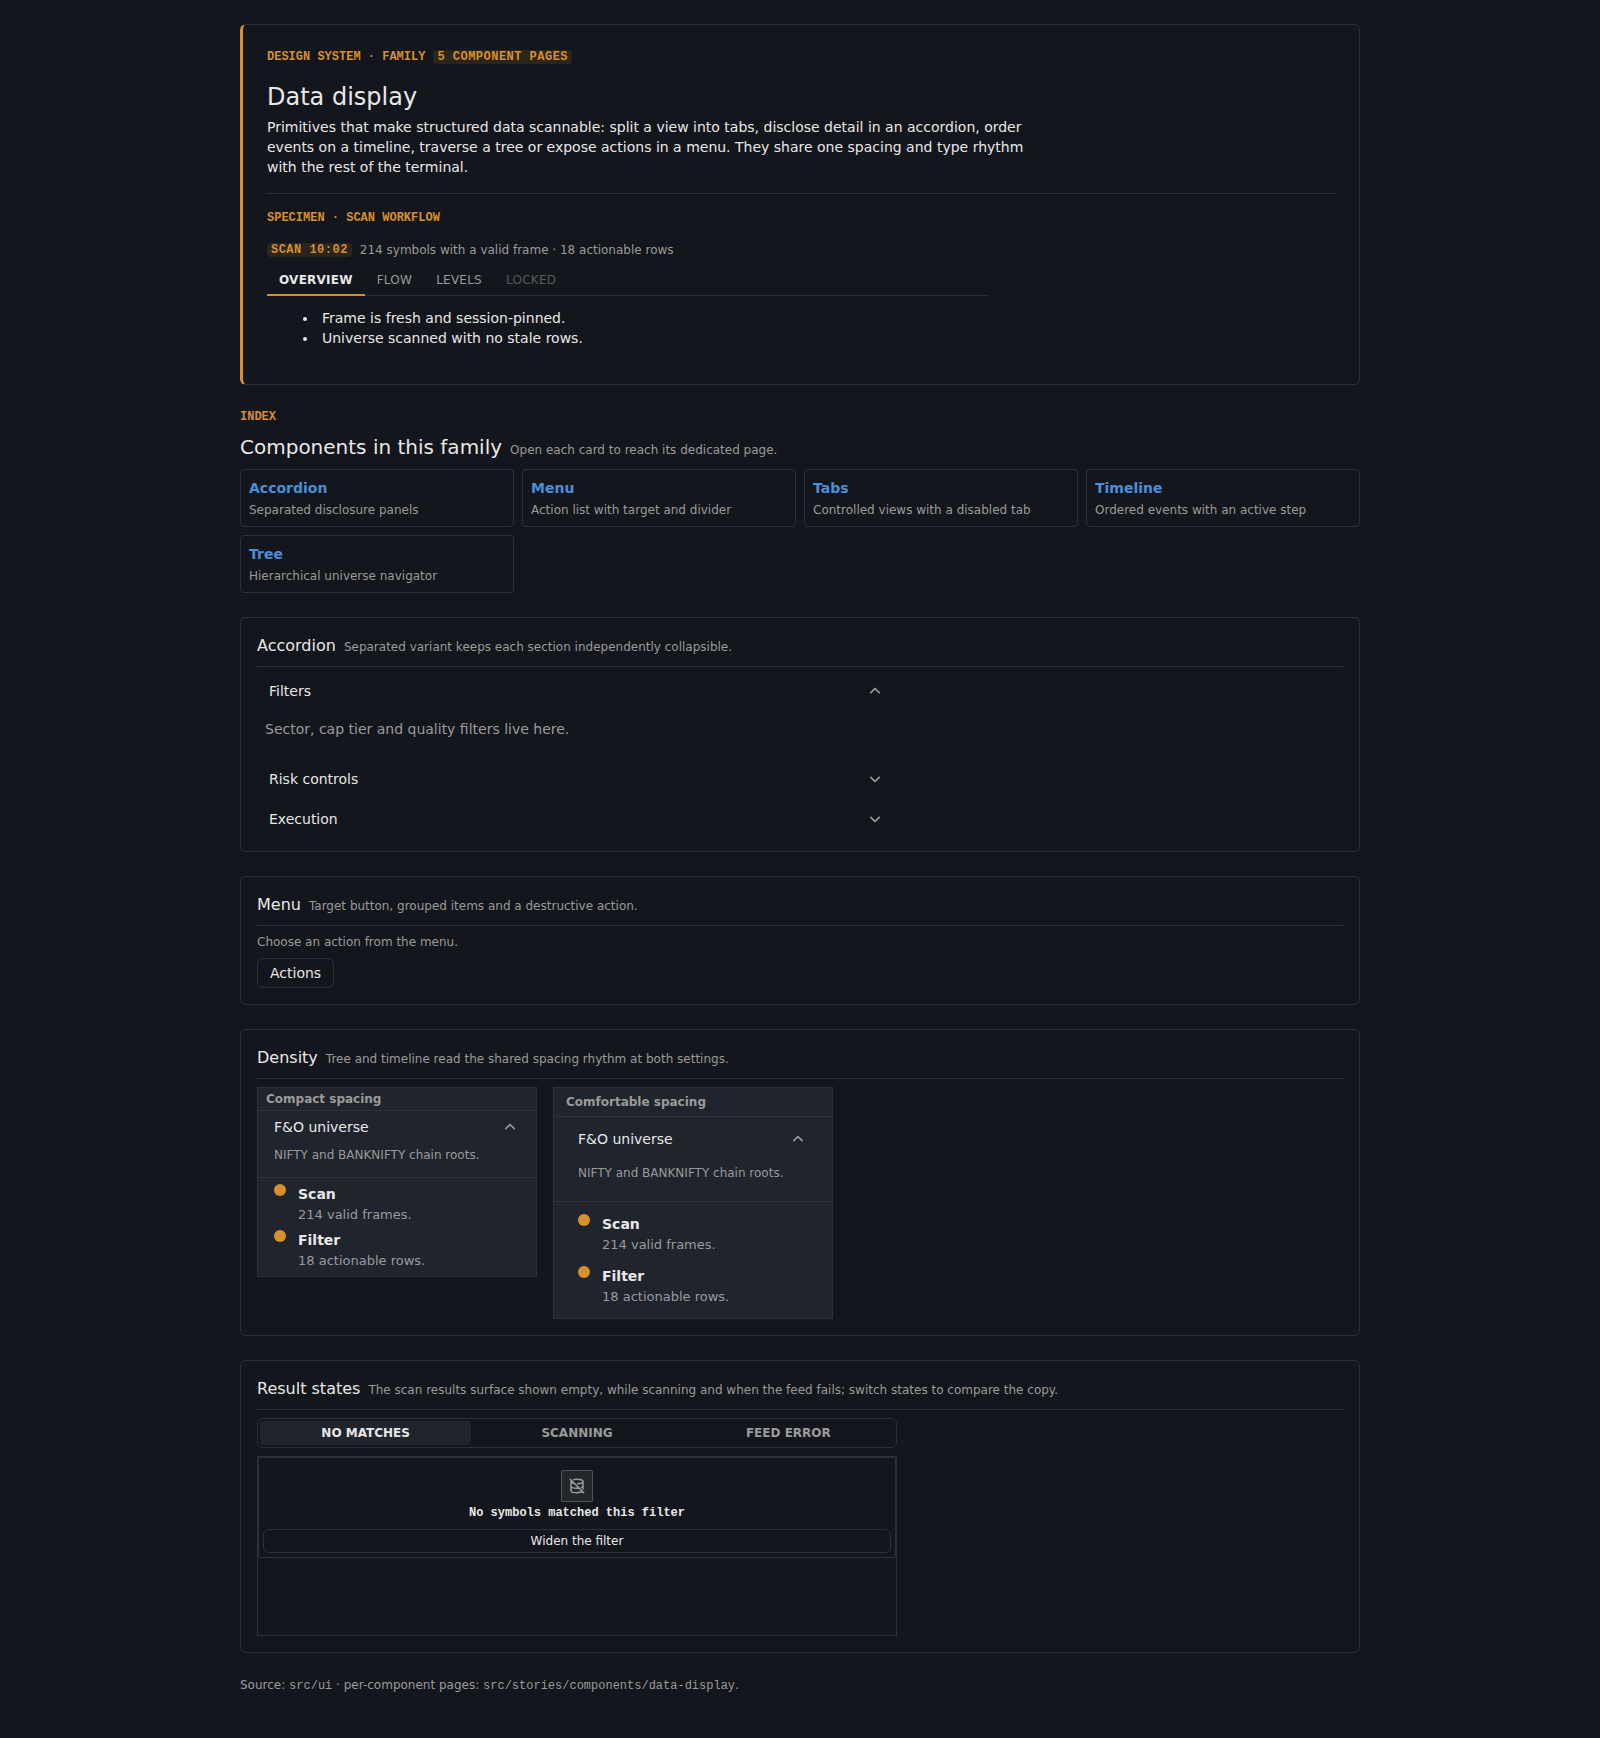 DESIGN SYSTEM · FAMILY 5 COMPONENT PAGES
Data display
Primitives that make structured data scannable: split a view into tabs, disclose detail in an accordion, order
events on a timeline, traverse a tree or expose actions in a menu. They share one spacing and type rhythm
with the rest of the terminal.
SPECIMEN · SCAN WORKFLOW
SCAN 10:02 214 symbols with a valid frame · 18 actionable rows
OVERVIEW FLOW LEVELS LOCKED
Frame is fresh and session-pinned.
Universe scanned with no stale rows.
INDEX
Components in this family Open each card to reach its dedicated page.
Accordion
Separated disclosure panels
Menu
Action list with target and divider
Tabs
Controlled views with a disabled tab
Timeline
Ordered events with an active step
Tree
Hierarchical universe navigator
Accordion Separated variant keeps each section independently collapsible.
Filters
Sector, cap tier and quality filters live here.
Risk controls
Execution
Menu Target button, grouped items and a destructive action.
Choose an action from the menu.
Actions
Density Tree and timeline read the shared spacing rhythm at both settings.
Compact spacing
F&O universe
NIFTY and BANKNIFTY chain roots.
Scan
214 valid frames.
Filter
18 actionable rows.
Comfortable spacing
F&O universe
NIFTY and BANKNIFTY chain roots.
Scan
214 valid frames.
Filter
18 actionable rows.
Result states The scan results surface shown empty, while scanning and when the feed fails; switch states to compare the copy.
NO MATCHES SCANNING FEED ERROR
No symbols matched this filter
Widen the filter
Source: src/ui · per-component pages: src/stories/components/data-display.